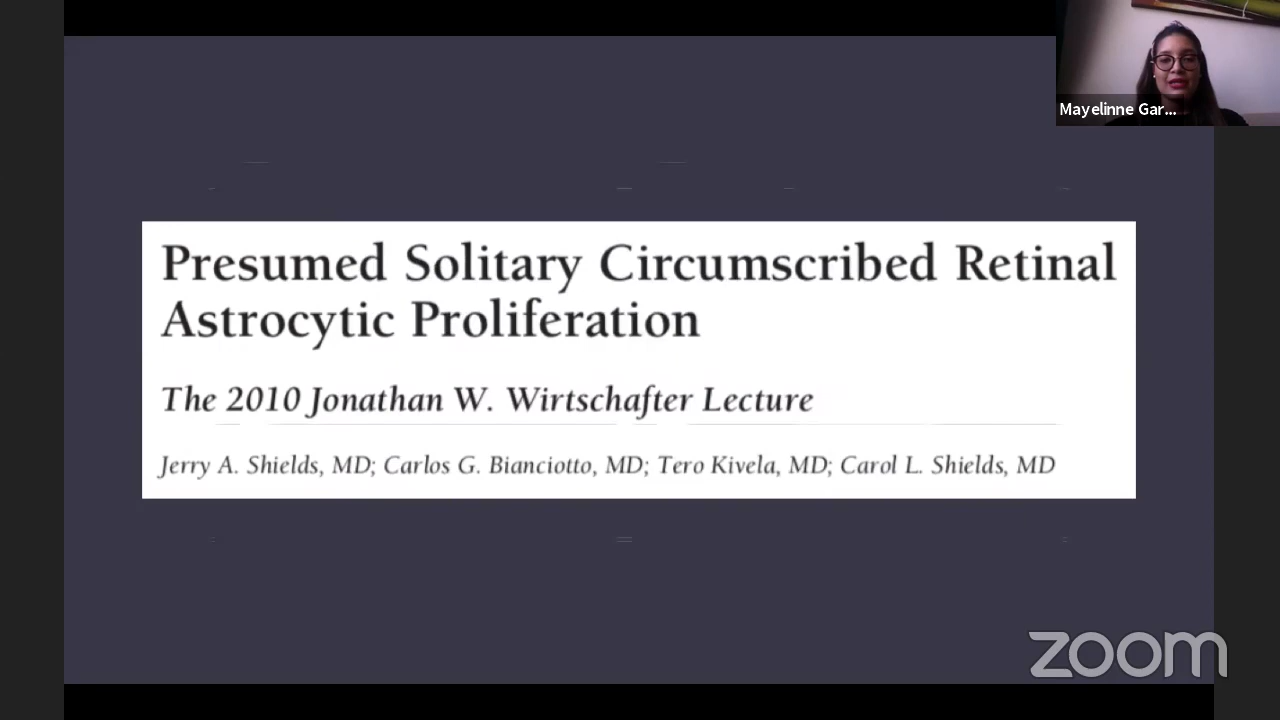 Mayelinne Gar...
Presumed Solitary Circumscribed Retinal
Astrocytic Proliferation
The 2010 Jonathan W. Wirtschafter Lecture
Jerry A. Shields, MD; Carlos G. Bianciotto, MD; Tero Kivela, MD; Carol L. Shields, MD
zoom